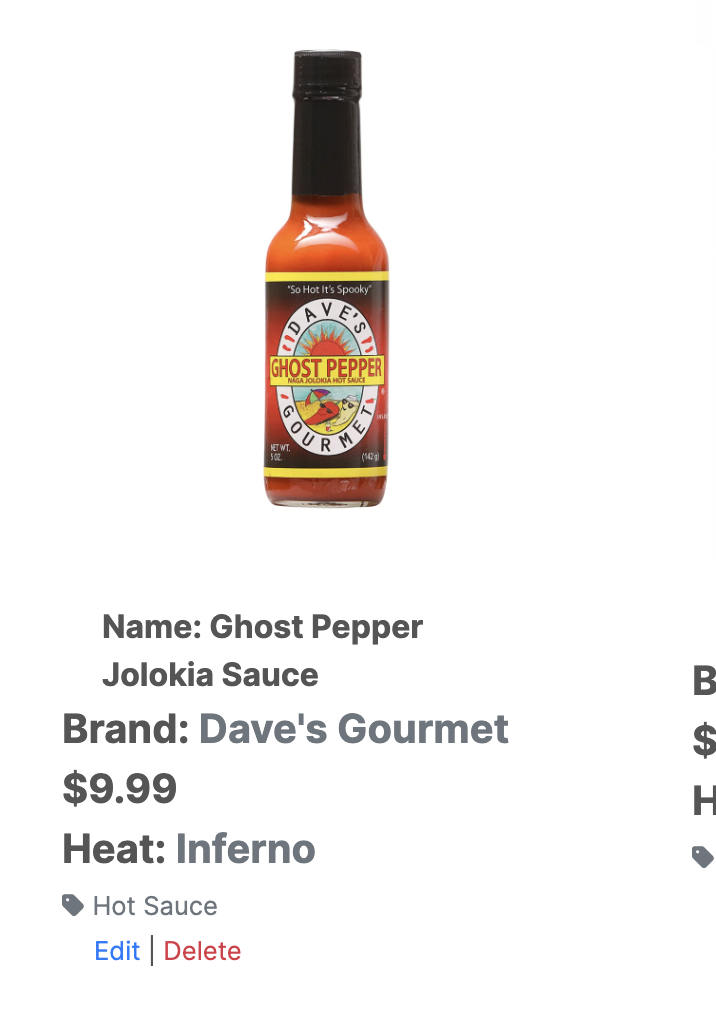 "So Hot It's Spooky"
DAVE'S
GHOST PEPPER
NAGA JOLOKIA HOT SAUCE
GOURMET
NET WT.
5 OZ.
(142g)
Name: Ghost Pepper
Jolokia Sauce
Brand: Dave's Gourmet
$9.99
Heat: Inferno
Hot Sauce
Edit | Delete
B
$
H